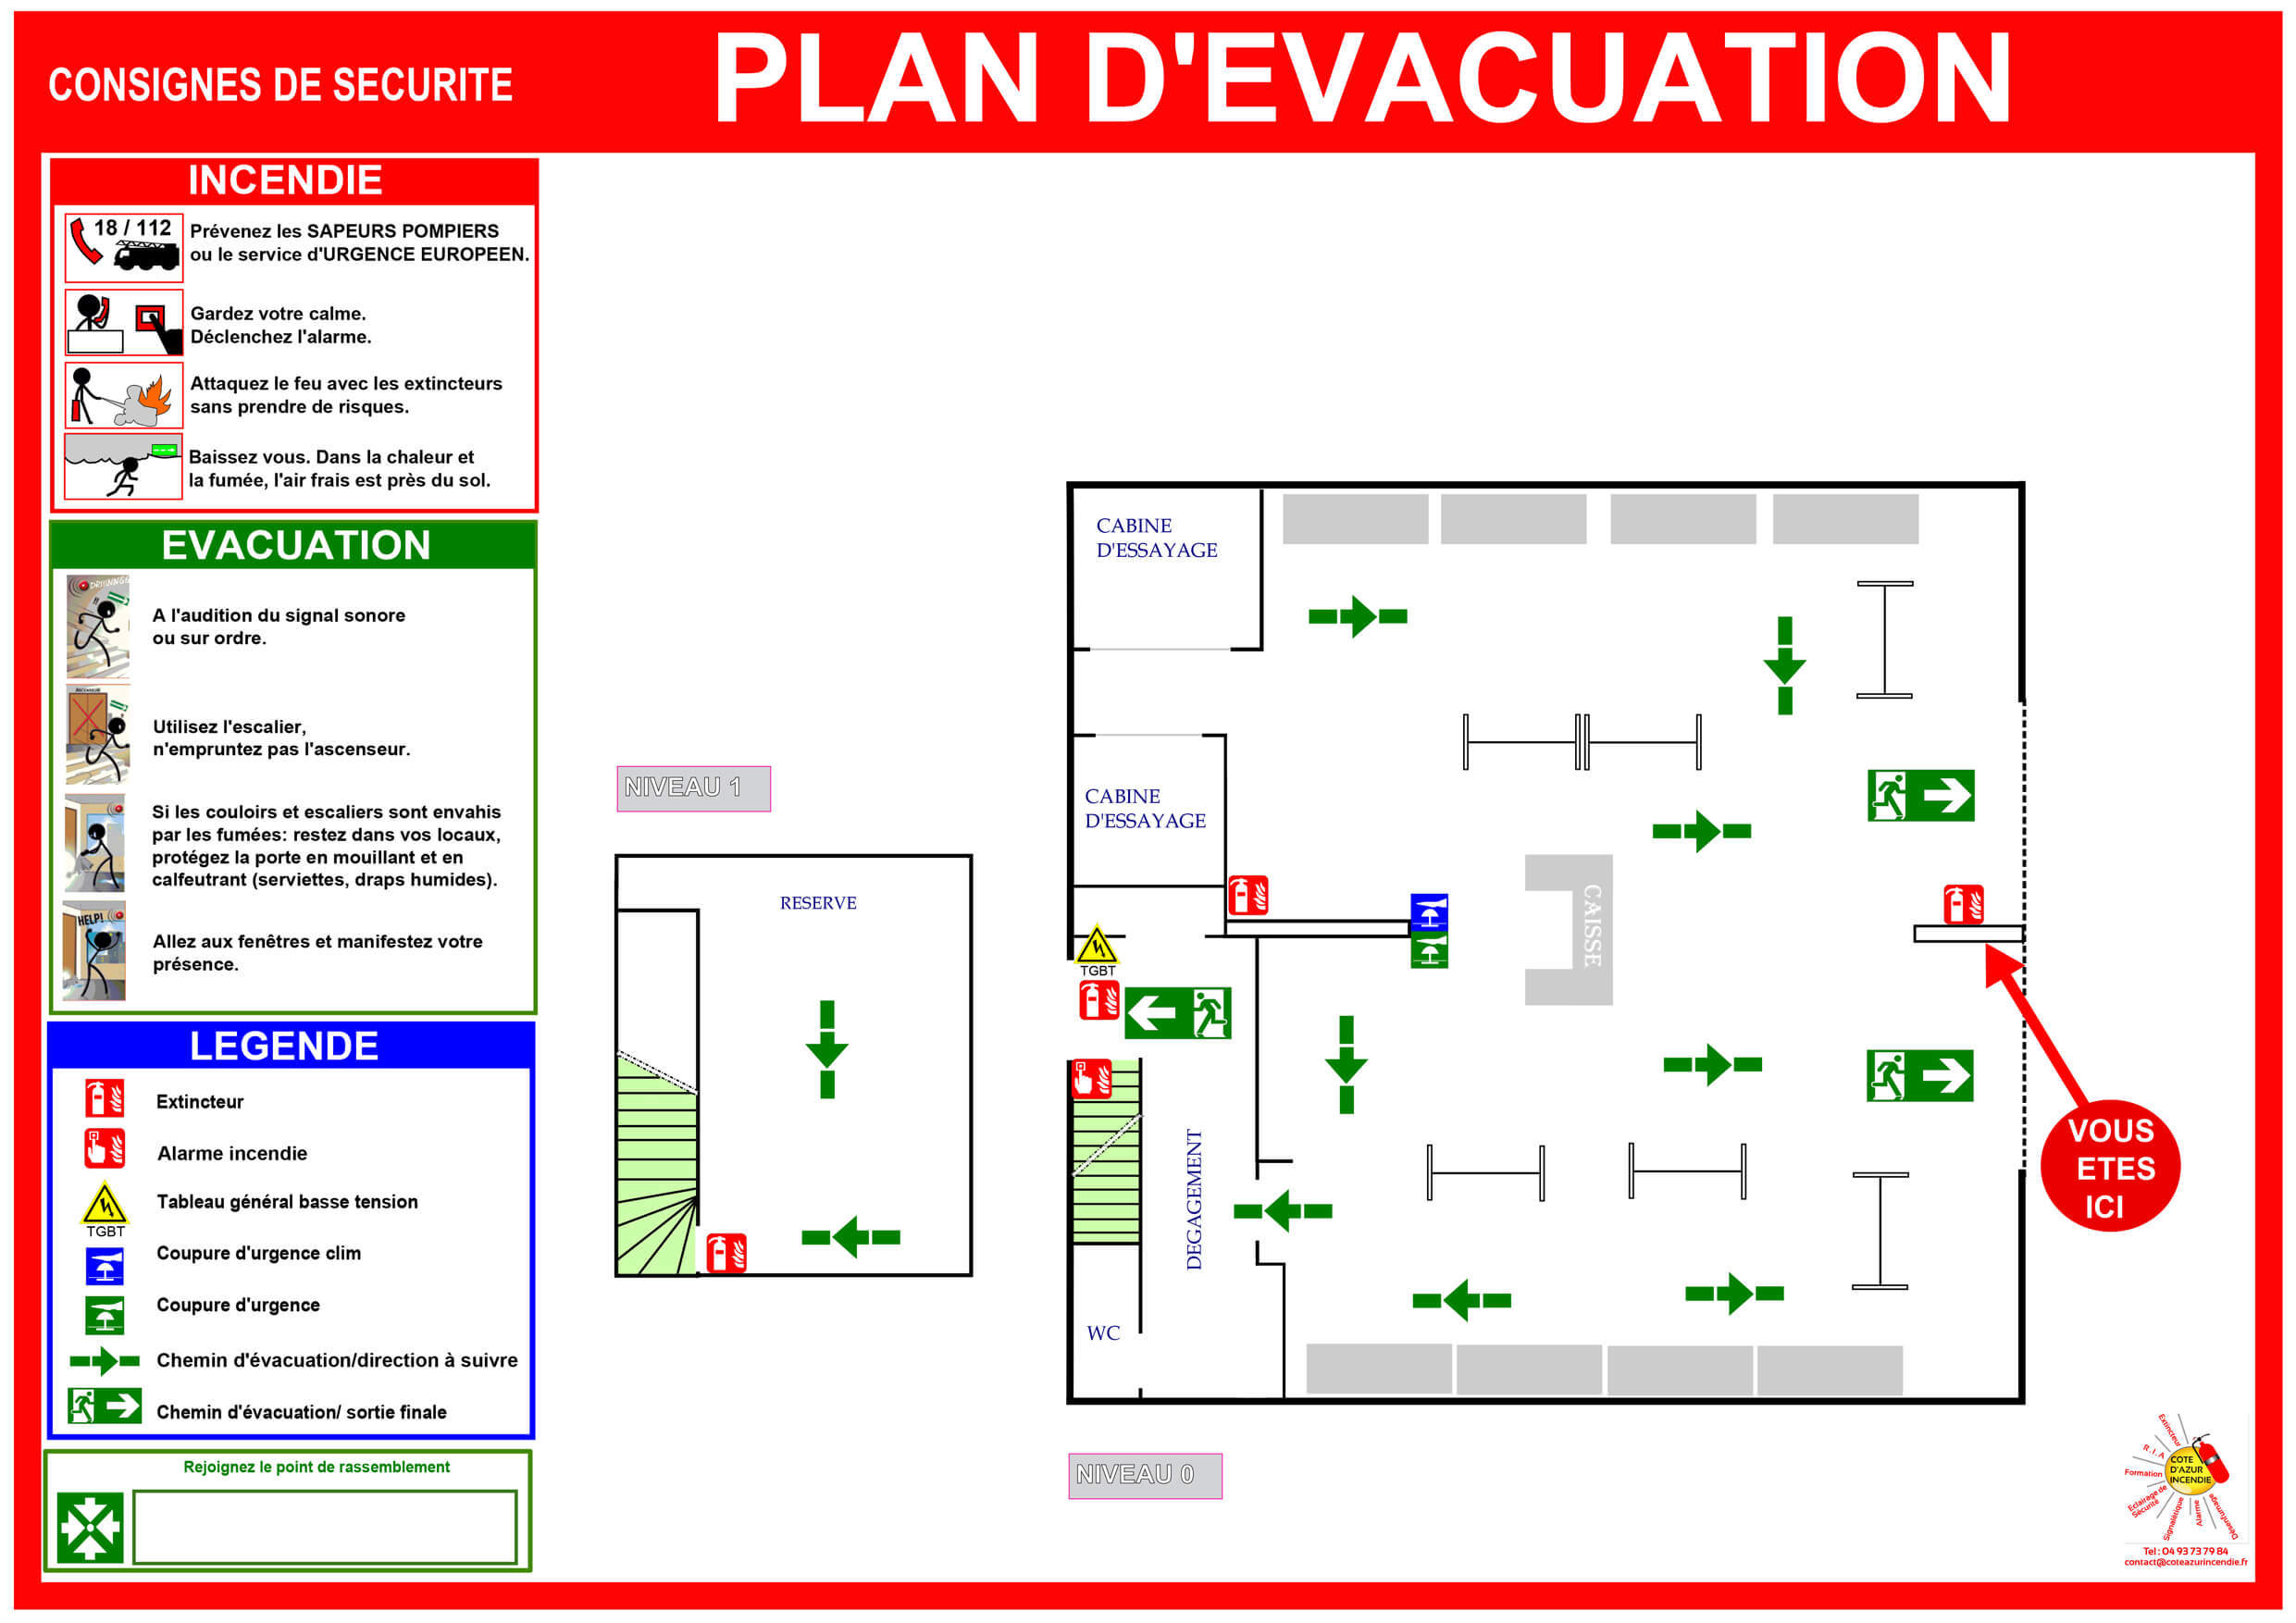 CONSIGNES DE SECURITE
PLAN D'EVACUATION
INCENDIE
18 / 112
Prévenez les SAPEURS POMPIERS
ou le service d'URGENCE EUROPEEN.
Gardez votre calme.
Déclenchez l'alarme.
Attaquez le feu avec les extincteurs
sans prendre de risques.
Baissez vous. Dans la chaleur et
la fumée, l'air frais est près du sol.
EVACUATION
A l'audition du signal sonore
ou sur ordre.
ASCENSEUR
Utilisez l'escalier,
n'empruntez pas l'ascenseur.
Si les couloirs et escaliers sont envahis
par les fumées: restez dans vos locaux,
protégez la porte en mouillant et en
calfeutrant (serviettes, draps humides).
HELP!
Allez aux fenêtres et manifestez votre
présence.
LEGENDE
Extincteur
Alarme incendie
Tableau général basse tension
TGBT
Coupure d'urgence clim
Coupure d'urgence
Chemin d'évacuation/direction à suivre
Chemin d'évacuation/ sortie finale
Rejoignez le point de rassemblement
NIVEAU 1
RESERVE
CABINE
D'ESSAYAGE
CABINE
D'ESSAYAGE
CAISSE
TGBT
DEGAGEMENT
WC
NIVEAU 0
VOUS
ETES
ICI
Extincteur
R.I.A
Formation
Eclairage de
Sécurité
Signalétique
Alarme
Désenfumage
COTE
D'AZUR
INCENDIE
Tel : 04 93 73 79 84
contact@coteazurincendie.fr